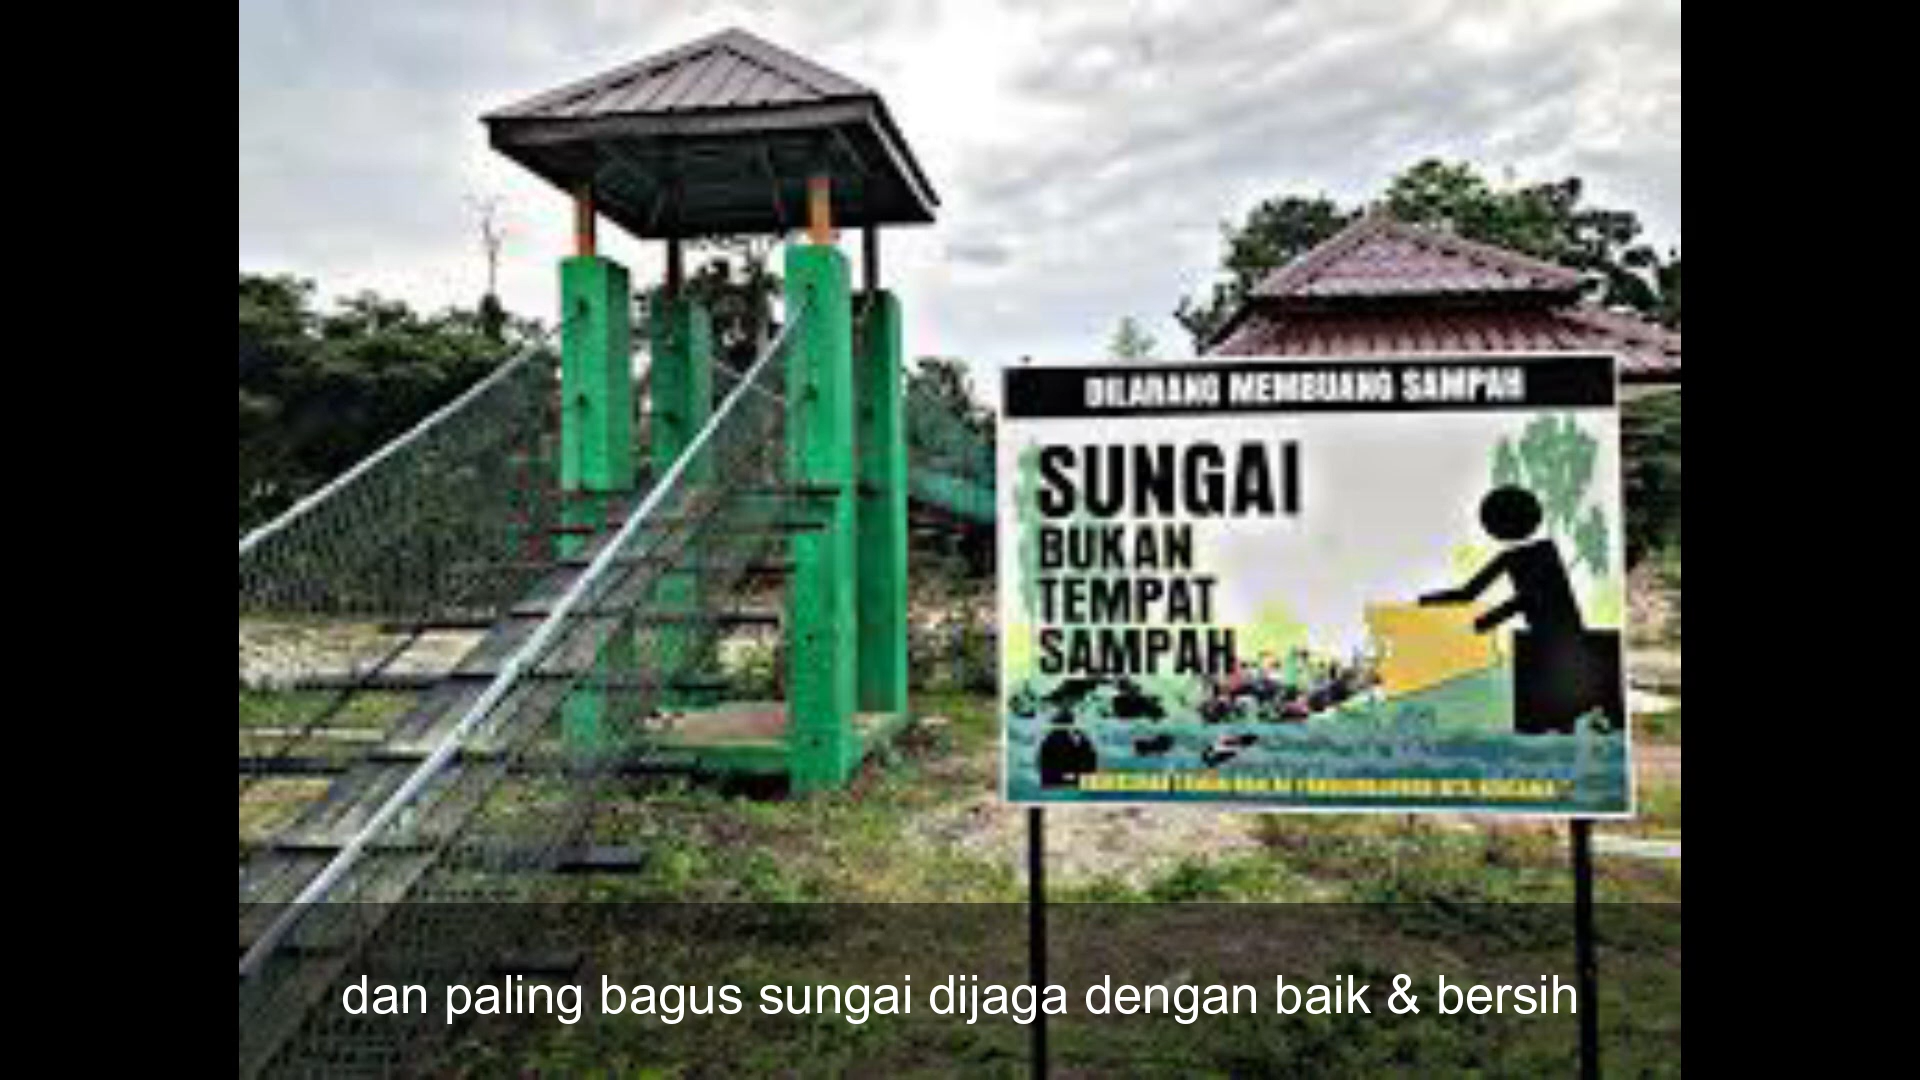 DILARANG MEMBUANG SAMPAH
SUNGAI
BUKAN
TEMPAT
SAMPAH
dan paling bagus sungai dijaga dengan baik & bersih